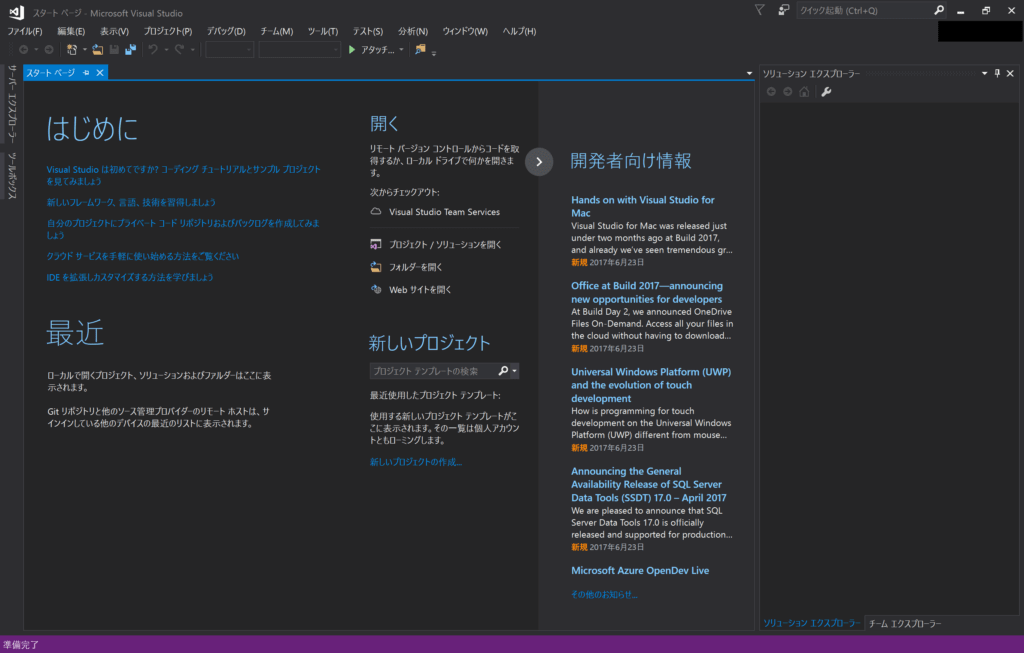 スタート ページ - Microsoft Visual Studio
クイック起動 (Ctrl+Q)
ファイル(F) 編集(E) 表示(V) プロジェクト(P) デバッグ(D) チーム(M) ツール(T) テスト(S) 分析(N) ウィンドウ(W) ヘルプ(H)
アタッチ...
サーバー エクスプローラー
ツールボックス
スタート ページ
はじめに
Visual Studio は初めてですか? コーディング チュートリアルとサンプル プロジェクト
を見てみましょう
新しいフレームワーク、言語、技術を習得しましょう
自分のプロジェクトにプライベート コード リポジトリおよびバックログを作成してみま
しょう
クラウド サービスを手軽に使い始める方法をご覧ください
IDE を拡張しカスタマイズする方法を学びましょう
最近
ローカルで開くプロジェクト、ソリューションおよびファルダーはここに表
示されます。
Git リポジトリと他のソース管理プロバイダーのリモート ホストは、サ
インインしている他のデバイスの最近のリストに表示されます。
開く
リモート バージョン コントロールからコードを取
得するか、ローカル ドライブで何かを開きま
す。
次からチェックアウト:
Visual Studio Team Services
プロジェクト / ソリューションを開く
フォルダーを開く
Web サイトを開く
新しいプロジェクト
プロジェクト テンプレートの検索
最近使用したプロジェクト テンプレート:
使用する新しいプロジェクト テンプレートがこ
こに表示されます。その一覧は個人アカウン
トともローミングします。
新しいプロジェクトの作成...
開発者向け情報
Hands on with Visual Studio for
Mac
Visual Studio for Mac was released just
under two months ago at Build 2017,
and already we've seen tremendous gr...
新規 2017年6月23日
Office at Build 2017—announcing
new opportunities for developers
At Build Day 2, we announced OneDrive
Files On-Demand. Access all your files in
the cloud without having to download...
新規 2017年6月23日
Universal Windows Platform (UWP)
and the evolution of touch
development
How is programming for touch
development on the Universal Windows
Platform (UWP) different from mouse...
新規 2017年6月23日
Announcing the General
Availability Release of SQL Server
Data Tools (SSDT) 17.0 – April 2017
We are pleased to announce that SQL
Server Data Tools 17.0 is officially
released and supported for production...
新規 2017年6月23日
Microsoft Azure OpenDev Live
その他のお知らせ...
ソリューション エクスプローラー
ソリューション エクスプローラー チーム エクスプローラー
準備完了